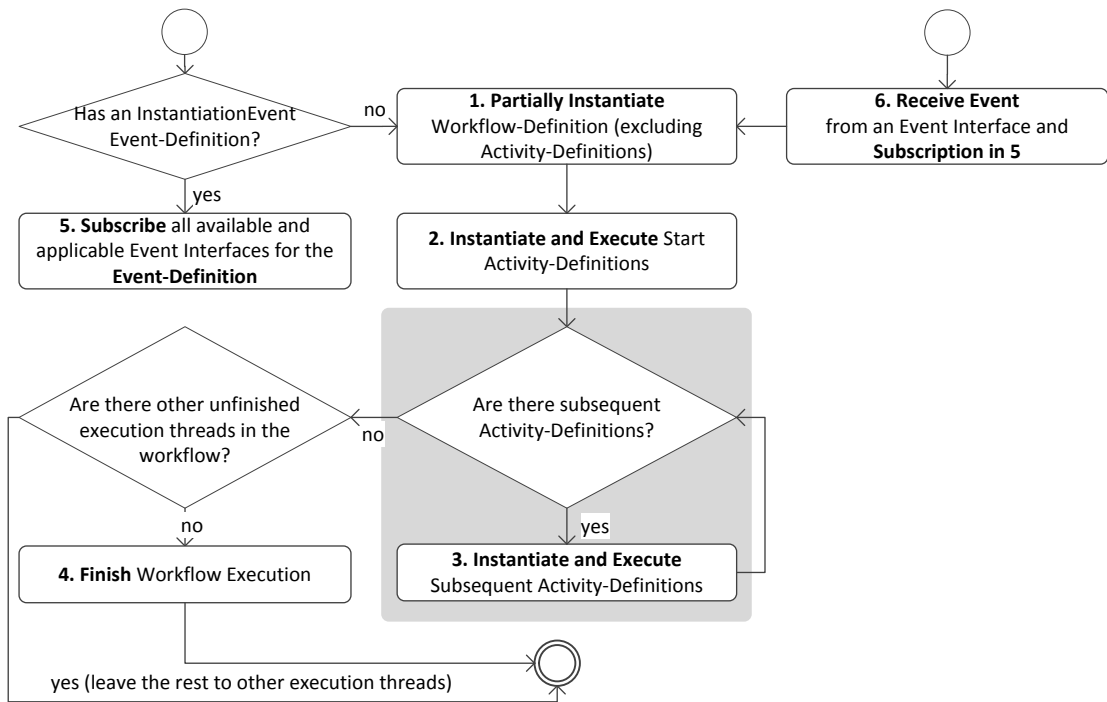 Has an InstantiationEvent
Event-Definition?
no
yes
1. Partially Instantiate
Workflow-Definition (excluding
Activity-Definitions)
6. Receive Event
from an Event Interface and
Subscription in 5
5. Subscribe all available and
applicable Event Interfaces for the
Event-Definition
2. Instantiate and Execute Start
Activity-Definitions
Are there other unfinished
execution threads in the
workflow?
no
Are there subsequent
Activity-Definitions?
no
yes
4. Finish Workflow Execution
3. Instantiate and Execute
Subsequent Activity-Definitions
yes (leave the rest to other execution threads)